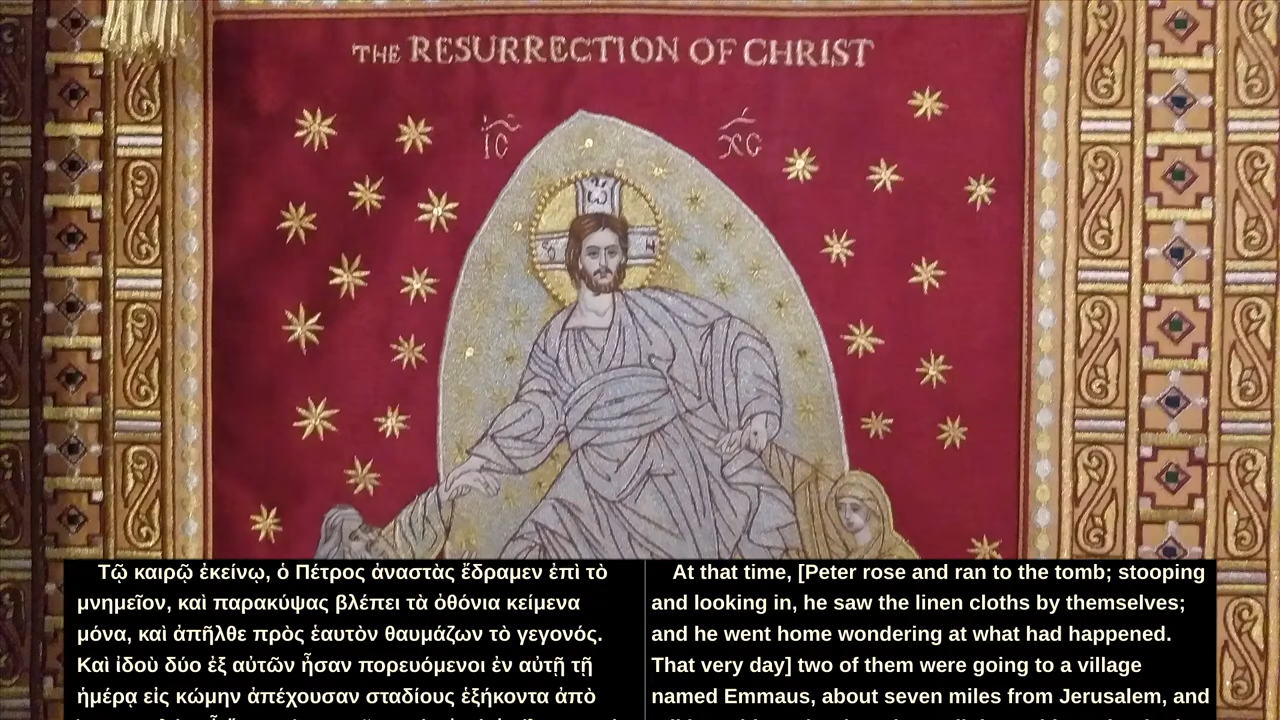 THE RESURRECTION OF CHRIST
ΙC ΧC
Ὁ ὬΝ
Τῷ καιρῷ ἐκείνῳ, ὁ Πέτρος ἀναστὰς ἔδραμεν ἐπὶ τὸ
μνημεῖον, καὶ παρακύψας βλέπει τὰ ὀθόνια κείμενα
μόνα, καὶ ἀπῆλθε πρὸς ἑαυτὸν θαυμάζων τὸ γεγονός.
Καὶ ἰδοὺ δύο ἐξ αὐτῶν ἦσαν πορευόμενοι ἐν αὐτῇ τῇ
ἡμέρᾳ εἰς κώμην ἀπέχουσαν σταδίους ἑξήκοντα ἀπὸ
At that time, [Peter rose and ran to the tomb; stooping
and looking in, he saw the linen cloths by themselves;
and he went home wondering at what had happened.
That very day] two of them were going to a village
named Emmaus, about seven miles from Jerusalem, and